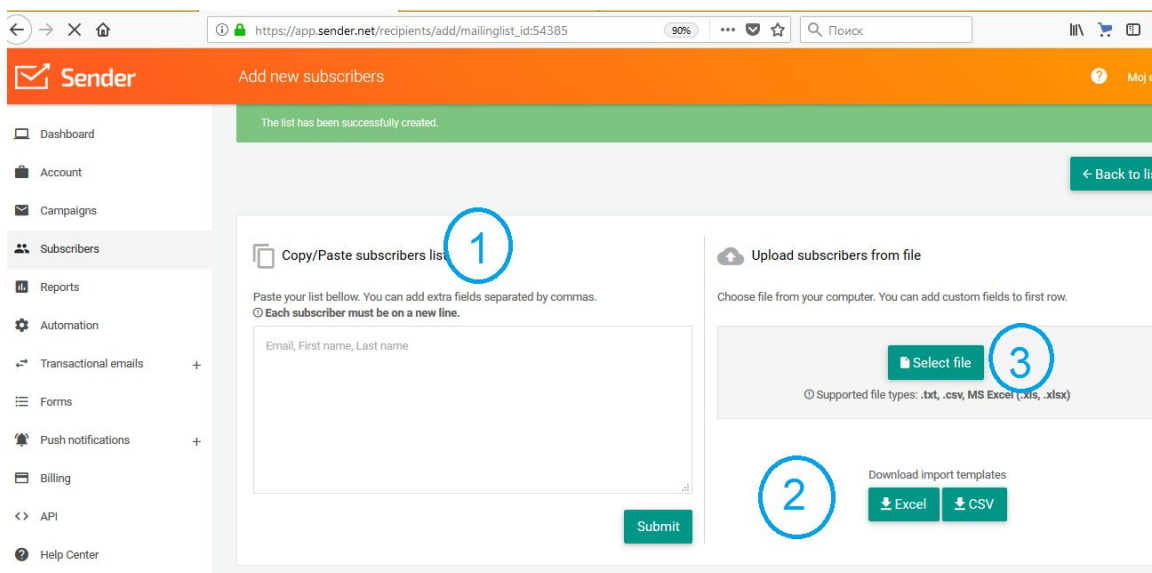 https://app.sender.net/recipients/add/mailinglist_id:54385
90%
Поиск
Sender
Add new subscribers
?
Moj
The list has been successfully created.
Dashboard
Account
Campaigns
Subscribers
Reports
Automation
Transactional emails +
Forms
Push notifications +
Billing
API
Help Center
← Back to li
Copy/Paste subscribers list
1
Paste your list bellow. You can add extra fields separated by commas.
Each subscriber must be on a new line.
Email, First name, Last name
Submit
Upload subscribers from file
Choose file from your computer. You can add custom fields to first row.
Select file
3
Supported file types: .txt, .csv, MS Excel (.xls, .xlsx)
2
Download import templates
Excel
CSV